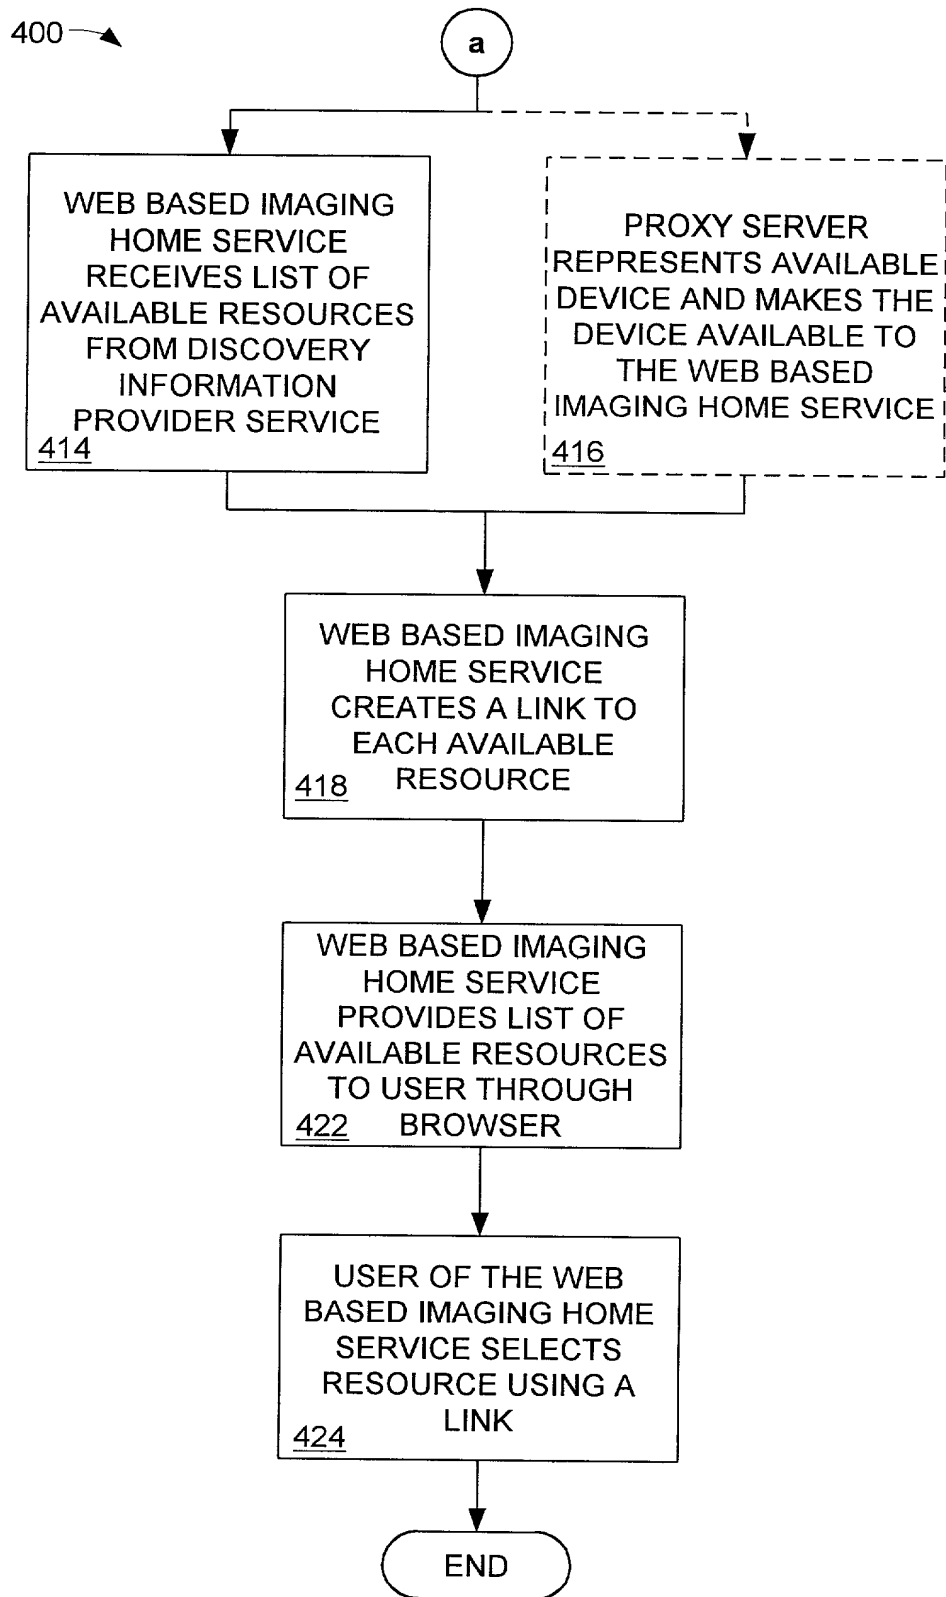 400
a
WEB BASED IMAGING
HOME SERVICE
RECEIVES LIST OF
AVAILABLE RESOURCES
FROM DISCOVERY
INFORMATION
PROVIDER SERVICE
414
PROXY SERVER
REPRESENTS AVAILABLE
DEVICE AND MAKES THE
DEVICE AVAILABLE TO
THE WEB BASED
IMAGING HOME SERVICE
416
WEB BASED IMAGING
HOME SERVICE
CREATES A LINK TO
EACH AVAILABLE
RESOURCE
418
WEB BASED IMAGING
HOME SERVICE
PROVIDES LIST OF
AVAILABLE RESOURCES
TO USER THROUGH
BROWSER
422
USER OF THE WEB
BASED IMAGING HOME
SERVICE SELECTS
RESOURCE USING A
LINK
424
END